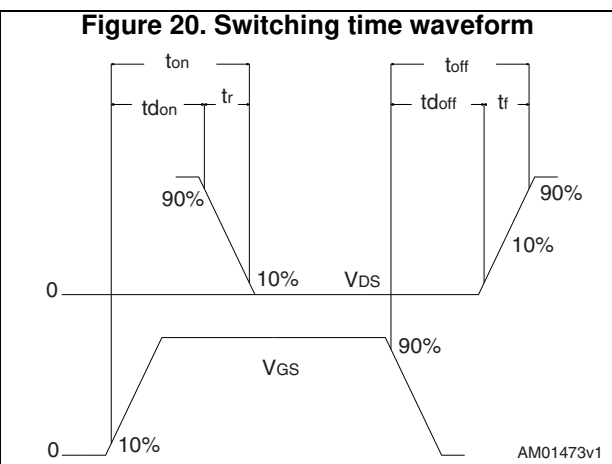 Figure 20. Switching time waveform
ton
toff
tdon
tr
tdoff
tf
90%
90%
10%
10%
0
VDS
90%
VGS
0
10%
AM01473v1